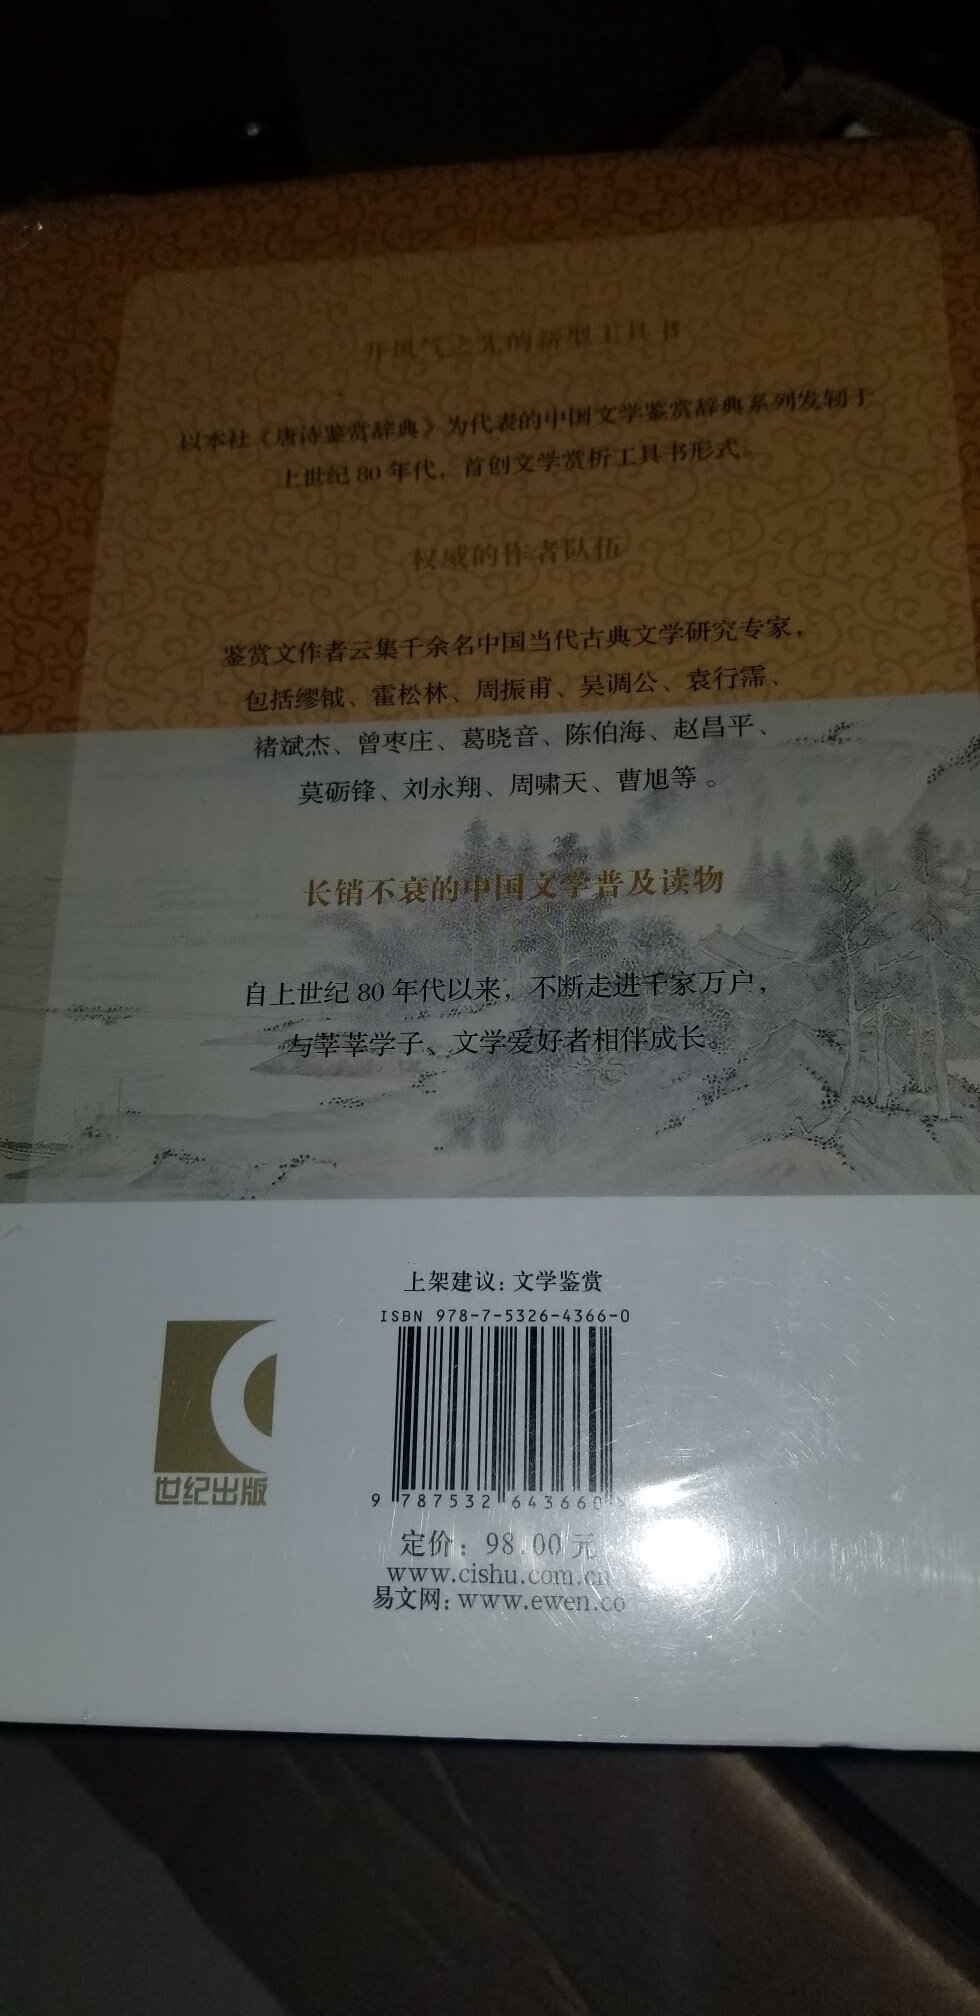 开风气之先的新型工具书
以本社《唐诗鉴赏辞典》为代表的中国文学鉴赏辞典系列发轫于
上世纪80年代，首创文学赏析工具书形式。
权威的作者队伍
鉴赏文作者云集千余名中国当代古典文学研究专家，
包括缪钺、霍松林、周振甫、吴调公、袁行霈、
褚斌杰、曾枣庄、葛晓音、陈伯海、赵昌平、
莫砺锋、刘永翔、周啸天、曹旭等。
长销不衰的中国文学普及读物
自上世纪80年代以来，不断走进千家万户，
与莘莘学子、文学爱好者相伴成长。
上架建议：文学鉴赏
ISBN 978-7-5326-4366-0
9 787532 643660 >
世纪出版
定价：98.00元
www.cishu.com.cn
易文网：www.ewen.co